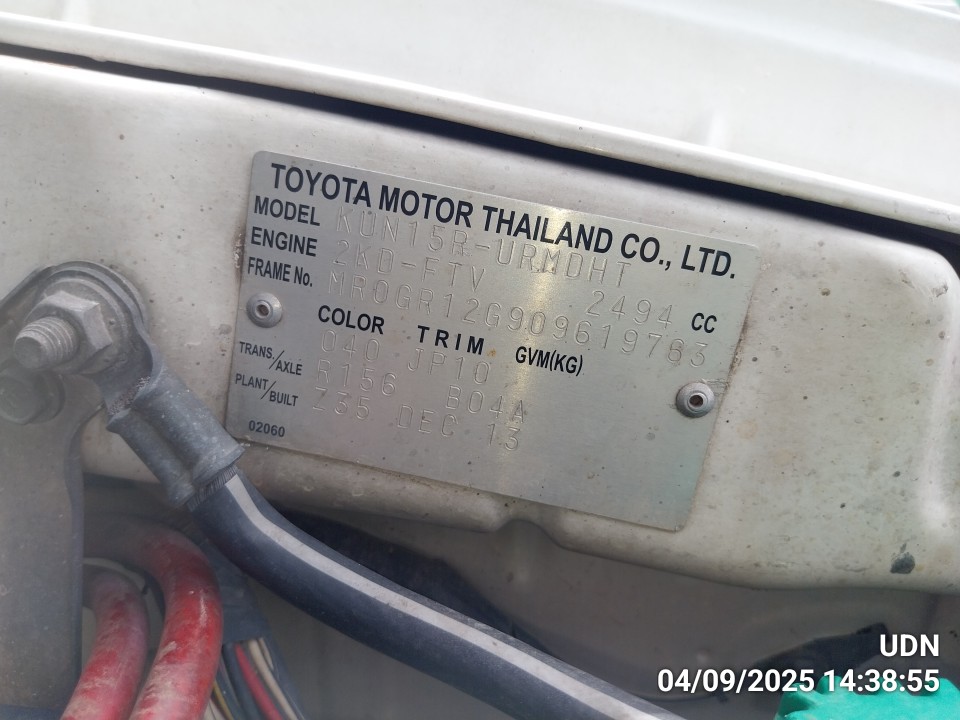 TOYOTA MOTOR THAILAND CO., LTD.
MODEL KUN15R-URMDHT
ENGINE 2KD-FTV 2494 CC
FRAME No. MR0GR12G909619763
COLOR TRIM GVM(KG)
040 JP10
TRANS./AXLE R156 B04A
PLANT/BUILT Z35 DEC 13
02060
UDN
04/09/2025 14:38:55